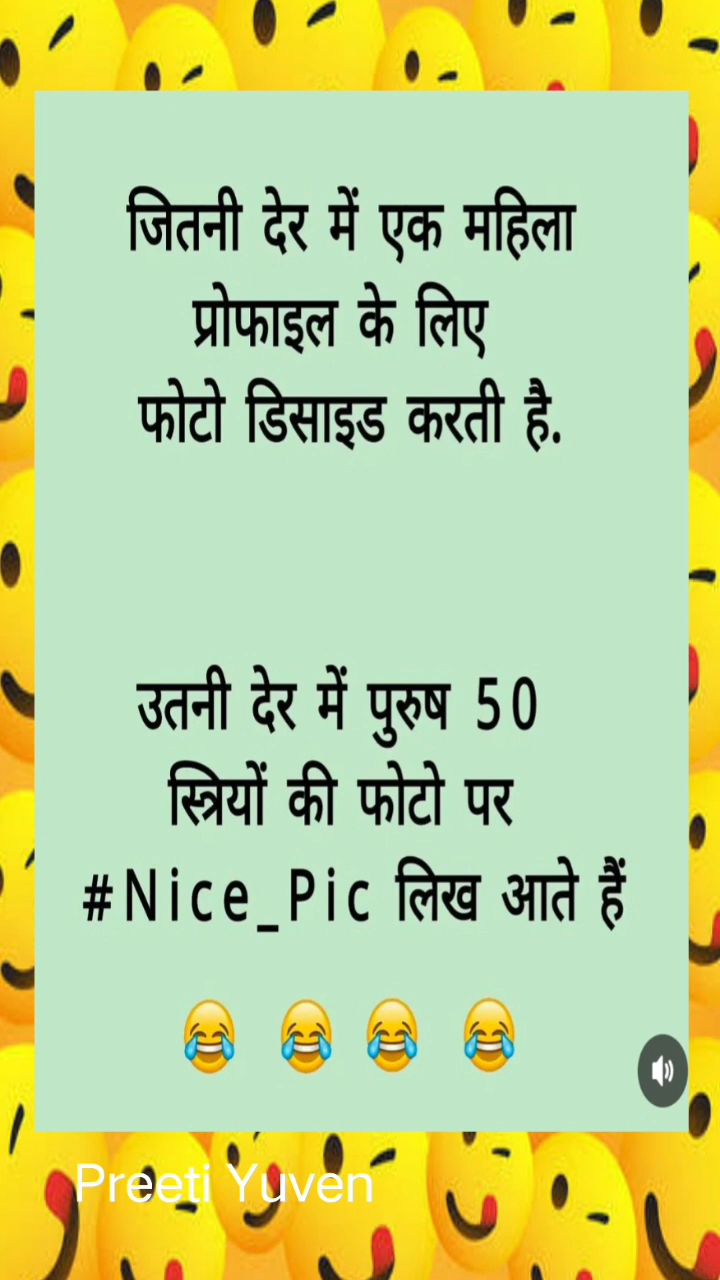 जितनी देर में एक महिला
प्रोफाइल के लिए
फोटो डिसाइड करती है.
उतनी देर में पुरुष 50
स्त्रियों की फोटो पर
#Nice_Pic लिख आते हैं
😂 😂 😂 😂
Preeti Yuven